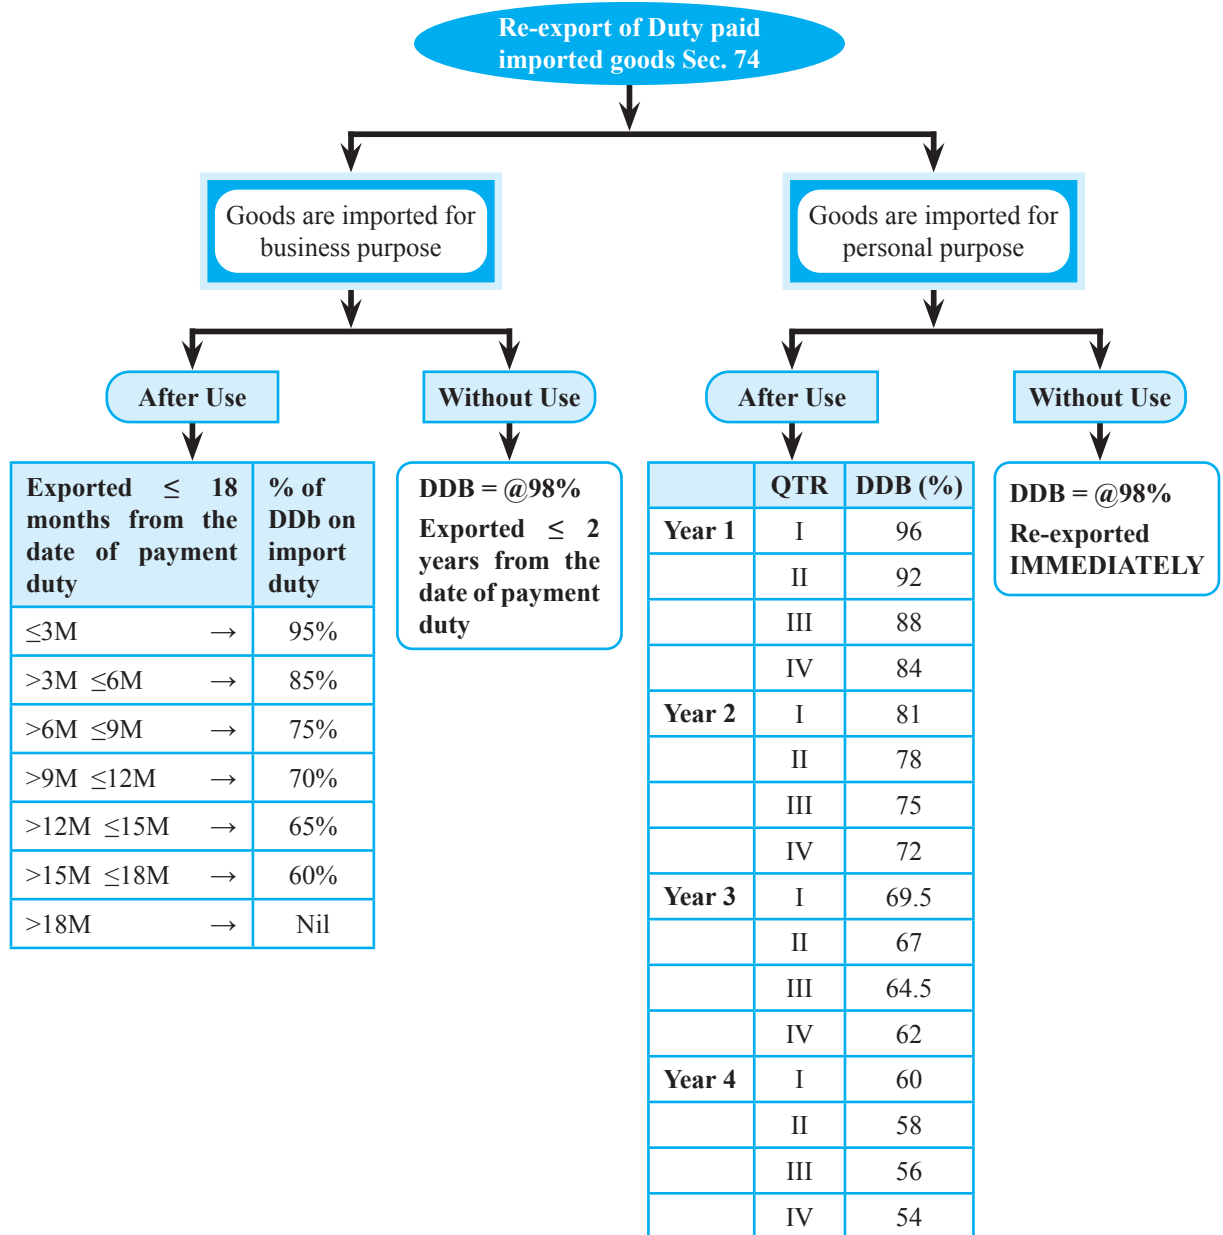 Re-export of Duty paid
imported goods Sec. 74
Goods are imported for
business purpose
Goods are imported for
personal purpose
After Use
Without Use
After Use
Without Use
Exported ≤ 18
months from the
date of payment
duty
% of
DDb on
import
duty
≤3M → 95%
>3M ≤6M → 85%
>6M ≤9M → 75%
>9M ≤12M → 70%
>12M ≤15M → 65%
>15M ≤18M → 60%
>18M → Nil
DDB = @98%
Exported ≤ 2
years from the
date of payment
duty
QTR DDB (%)
Year 1 I 96
II 92
III 88
IV 84
Year 2 I 81
II 78
III 75
IV 72
Year 3 I 69.5
II 67
III 64.5
IV 62
Year 4 I 60
II 58
III 56
IV 54
DDB = @98%
Re-exported
IMMEDIATELY